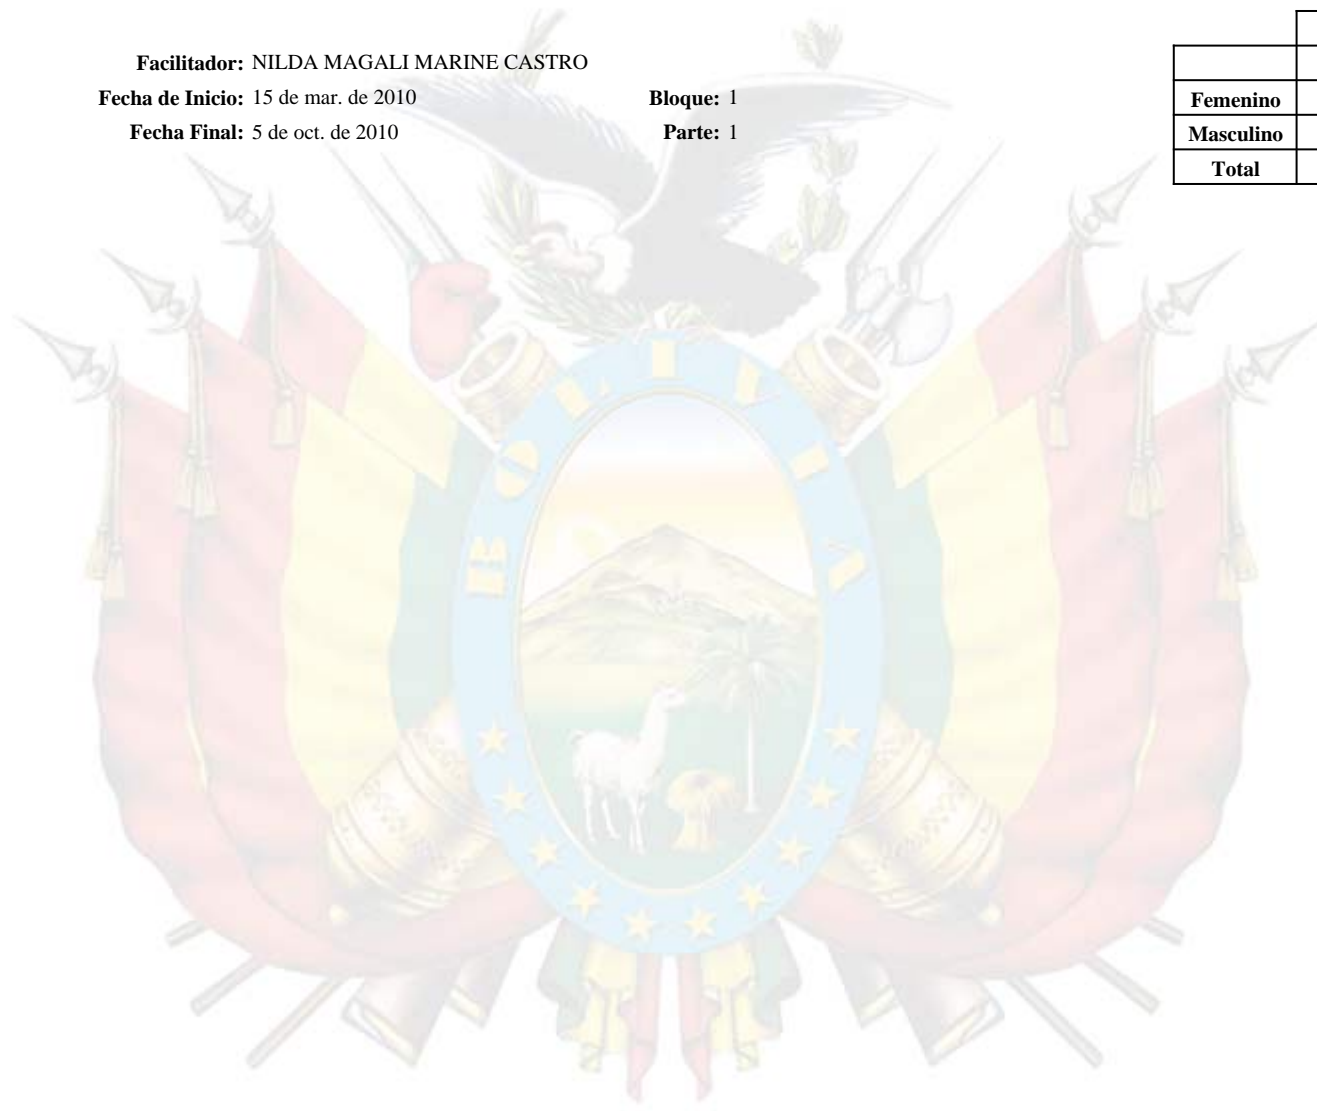 Facilitador: NILDA MAGALI MARINE CASTRO
Fecha de Inicio: 15 de mar. de 2010 Bloque: 1
Fecha Final: 5 de oct. de 2010 Parte: 1
Femenino
Masculino
Total
BOLIVIA